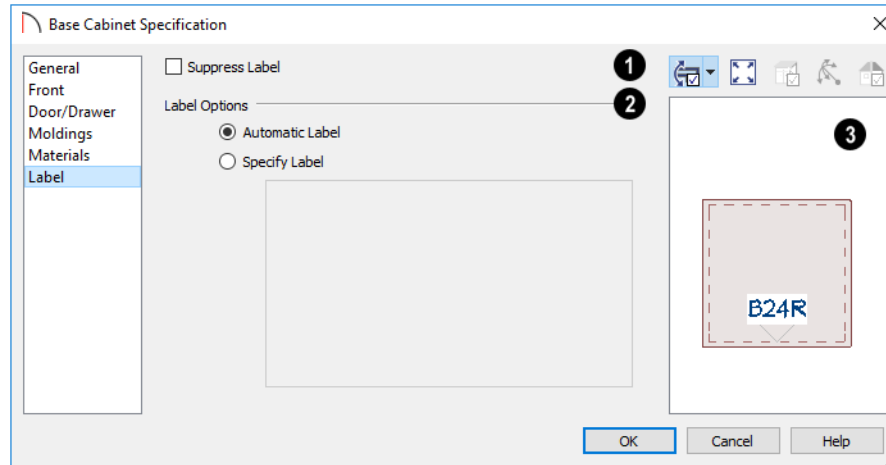 Base Cabinet Specification
General
Front
Door/Drawer
Moldings
Materials
Label
Suppress Label
1
Label Options
2
Automatic Label
Specify Label
3
B24R
OK
Cancel
Help